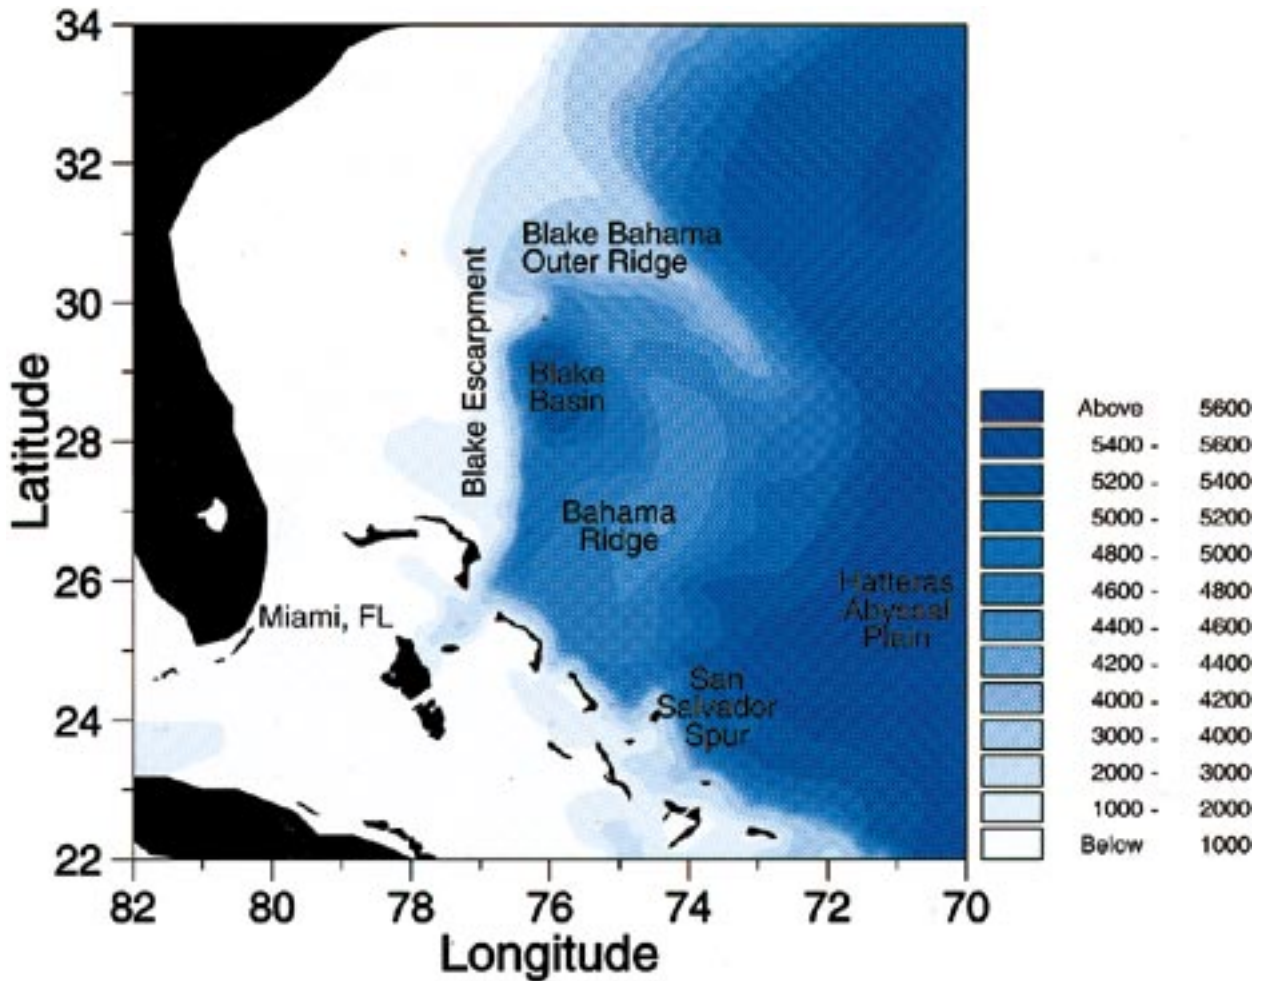 34
32
30
28
26
24
22
Latitude
Blake Bahama
Outer Ridge
Blake Escarpment
Blake
Basin
Bahama
Ridge
Miami, FL
Hatteras
Abyssal
Plain
San
Salvador
Spur
82 80 78 76 74 72 70
Longitude
Above 5600
5400 - 5600
5200 - 5400
5000 - 5200
4800 - 5000
4600 - 4800
4400 - 4600
4200 - 4400
4000 - 4200
3000 - 4000
2000 - 3000
1000 - 2000
Below 1000